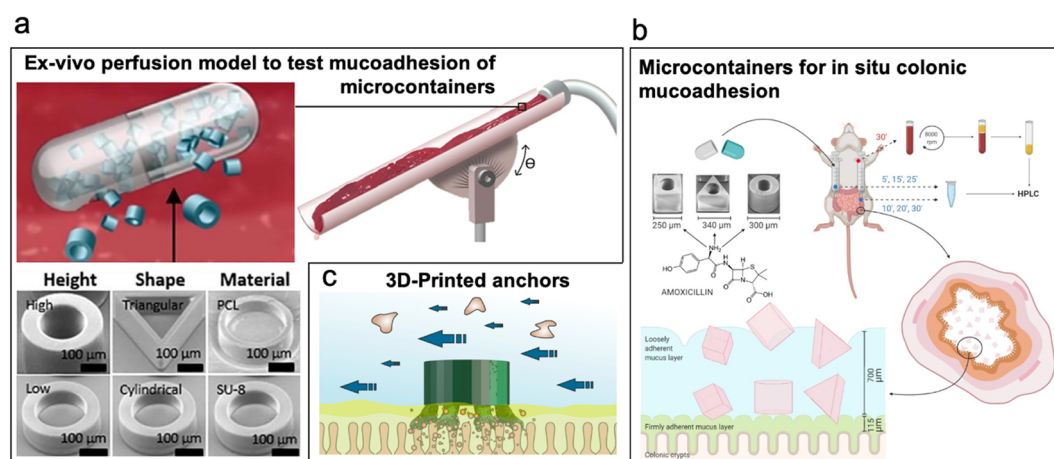 a
Ex-vivo perfusion model to test mucoadhesion of
microcontainers
Θ
Height Shape Material
High Triangular PCL
100 µm 100 µm 100 µm
Low Cylindrical SU-8
100 µm 100 µm 100 µm
C 3D-Printed anchors
b
Microcontainers for in situ colonic
mucoadhesion
30'
8000
rpm
5', 15', 25'
10', 20', 30'
HPLC
250 µm 340 µm 300 µm
NH₂
O
H
N
S
HO
O
N
O
OH
AMOXICILLIN
Loosely
adherent
mucus layer
700
µm
Firmly adherent mucus layer
115
µm
Colonic crypts